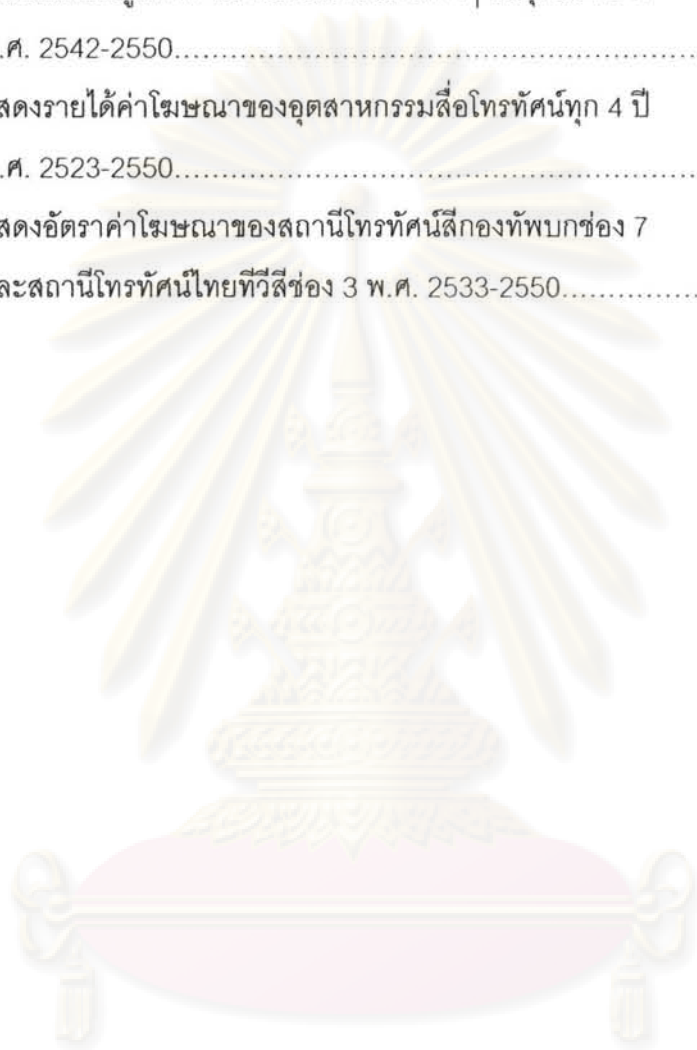 .ศ. 2542-2550
สดงรายได้ค่าโฆษณาของอุตสาหกรรมสื่อโทรทัศน์ทุก 4 ปี
.ศ. 2523-2550
สดงอัตราค่าโฆษณาของสถานีโทรทัศน์สีกองทัพบกช่อง 7
ละสถานีโทรทัศน์ไทยทีวีสีช่อง 3 พ.ศ. 2533-2550